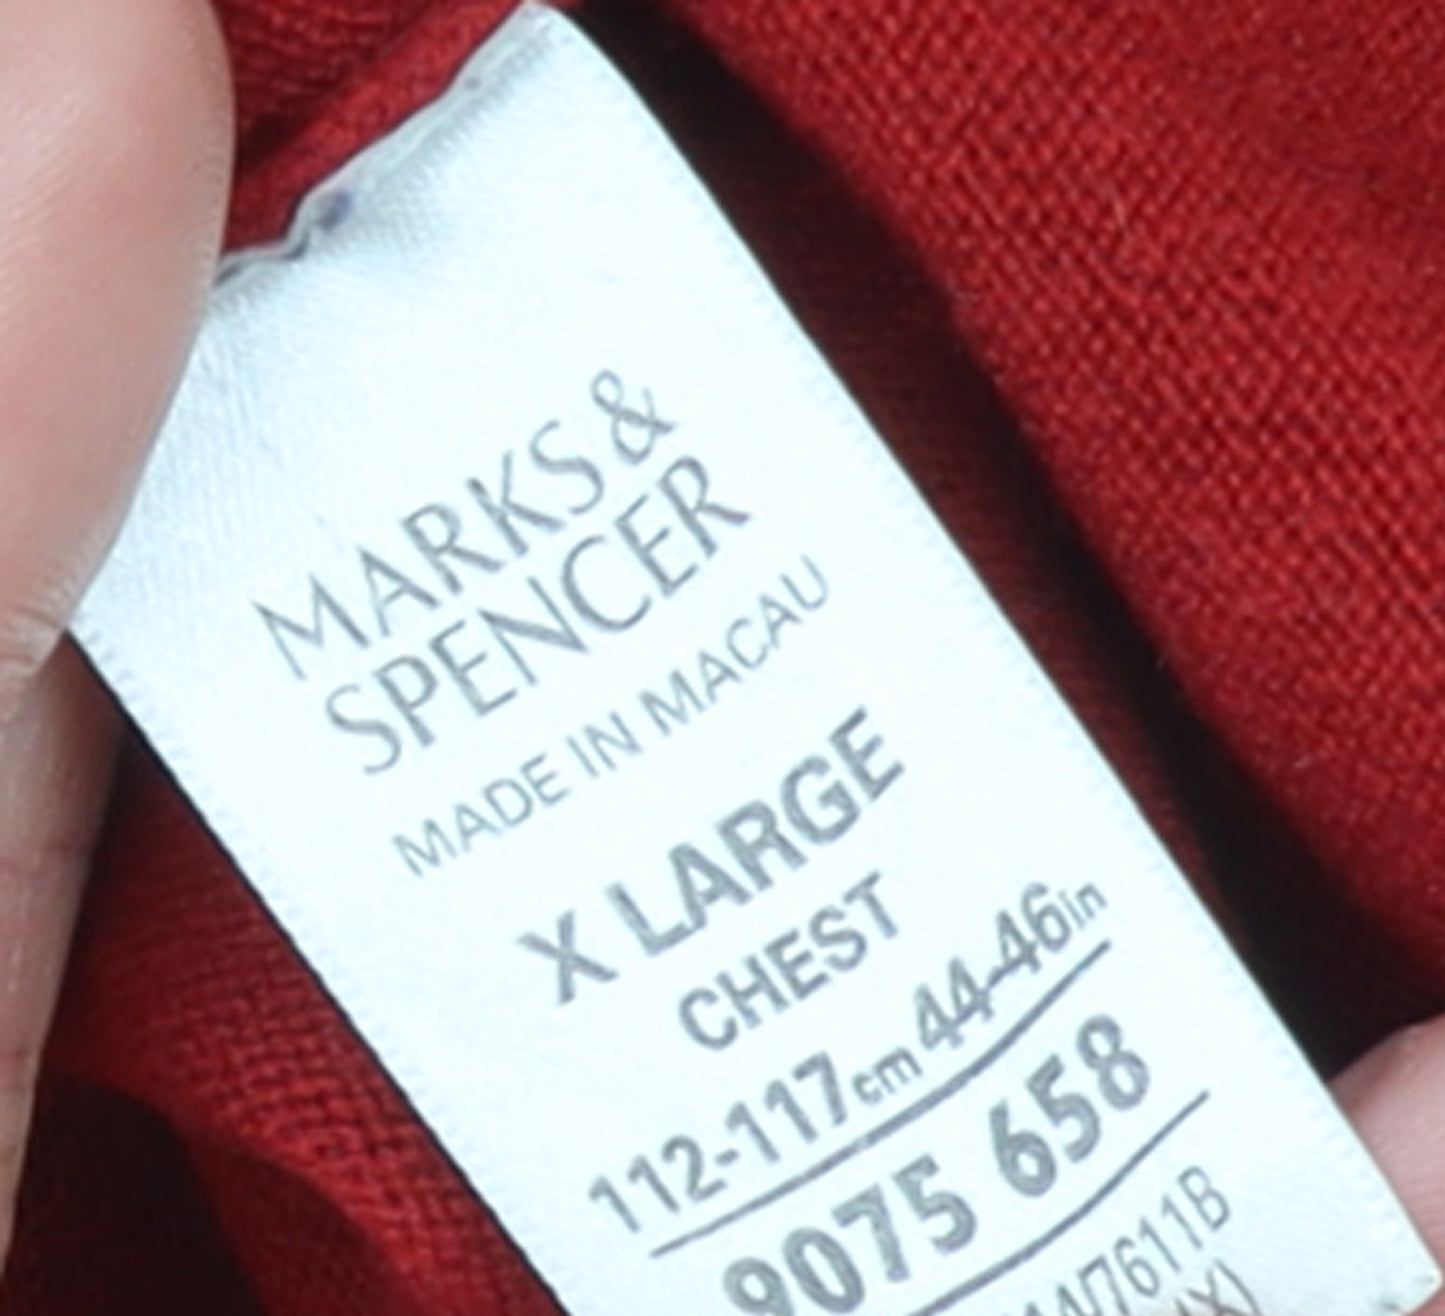 MARKS &
SPENCER
MADE IN MACAU
X LARGE
CHEST
112-117cm 44-46in
9075 658